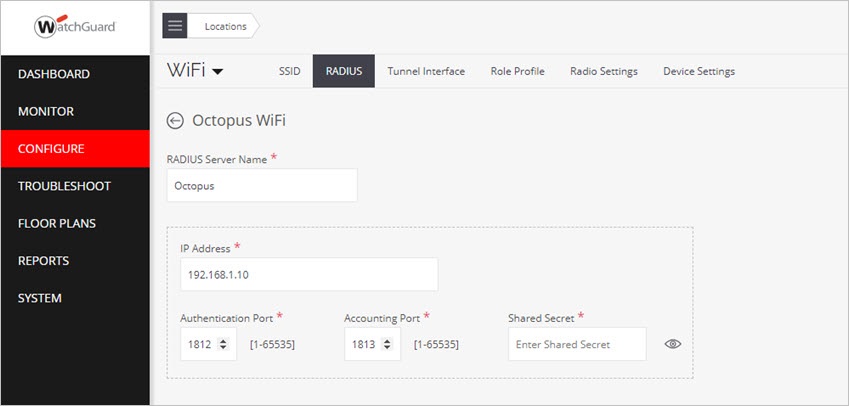 WatchGuard
Locations
DASHBOARD
MONITOR
CONFIGURE
TROUBLESHOOT
FLOOR PLANS
REPORTS
SYSTEM
WiFi SSID RADIUS Tunnel Interface Role Profile Radio Settings Device Settings
Octopus WiFi
RADIUS Server Name *
Octopus
IP Address *
192.168.1.10
Authentication Port * Accounting Port * Shared Secret *
1812 [1-65535] 1813 [1-65535] Enter Shared Secret